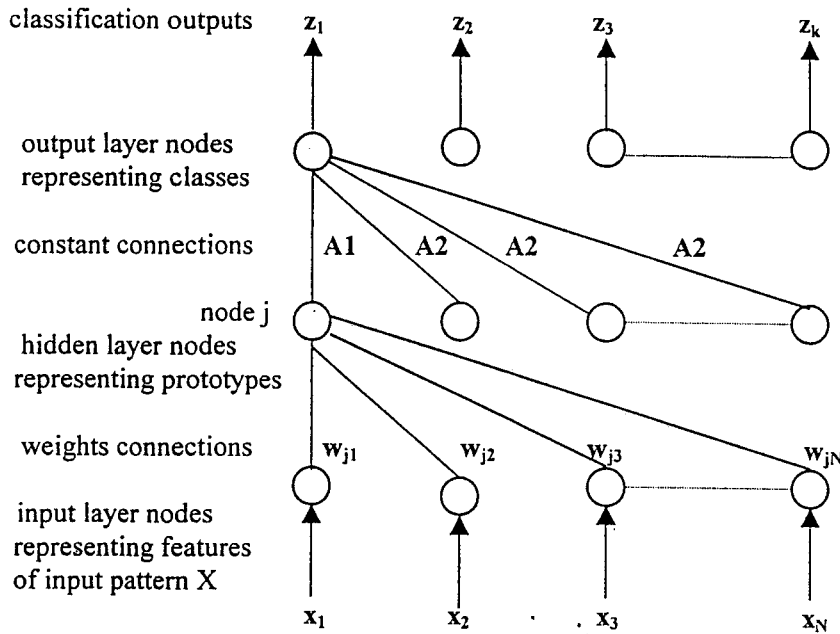 classification outputs z1 z2 z3 zk
output layer nodes
representing classes
constant connections A1 A2 A2 A2
node j
hidden layer nodes
representing prototypes
weights connections wj1 wj2 wj3 wjN
input layer nodes
representing features
of input pattern X
x1 x2 . . x3 xN